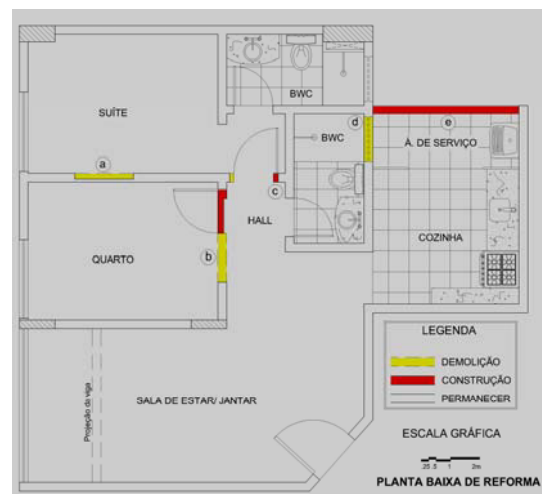 BWC
SUÍTE
d
BWC
e
Á. DE SERVIÇO
a
c
HALL
COZINHA
b
QUARTO
LEGENDA
DEMOLIÇÃO
CONSTRUÇÃO
PERMANECER
Projeção da viga
SALA DE ESTAR/ JANTAR
ESCALA GRÁFICA
.25 .5 1 2m
PLANTA BAIXA DE REFORMA